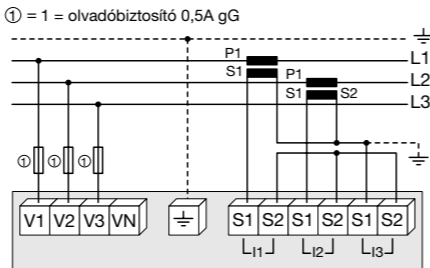 ① = 1 = olvadóbiztosító 0,5A gG
P1 L1
S1 P1 L2
S1 S2 L3
① ① ①
V1 V2 V3 VN S1 S2 S1 S2 S1 S2
I1 I2 I3